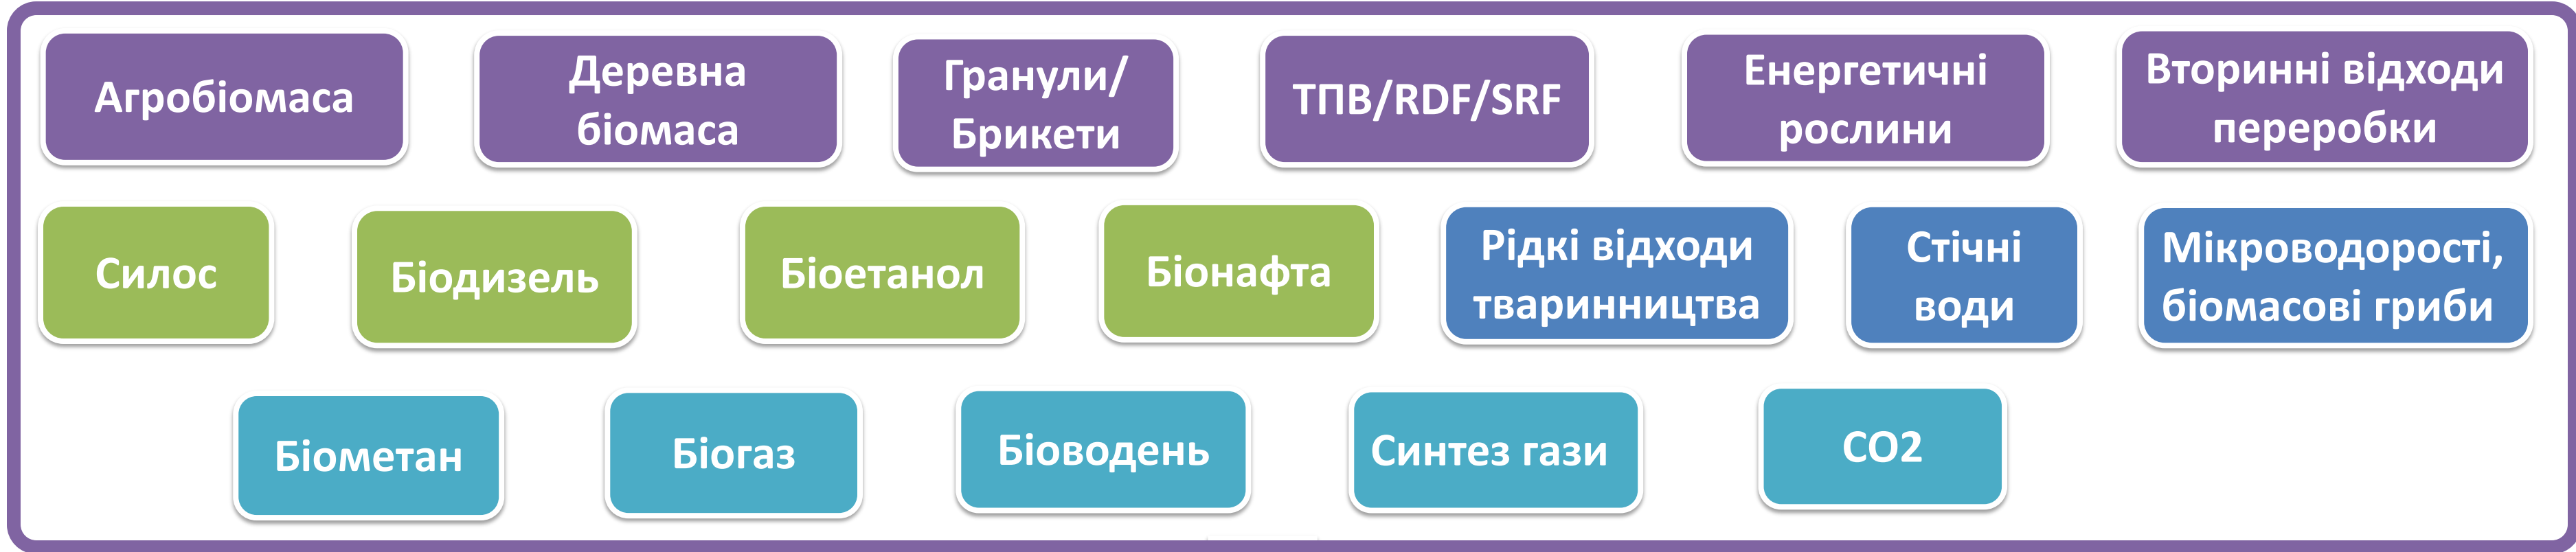 Агробіомаса
Деревна
біомаса
Гранули/
Брикети
ТПВ/RDF/SRF
Енергетичні
рослини
Вторинні відходи
переробки
Силос
Біодизель
Біоетанол
Біонафта
Рідкі відходи
тваринництва
Стічні
води
Мікроводорості,
біомасові гриби
Біометан
Біогаз
Біоводень
Синтез гази
СО2